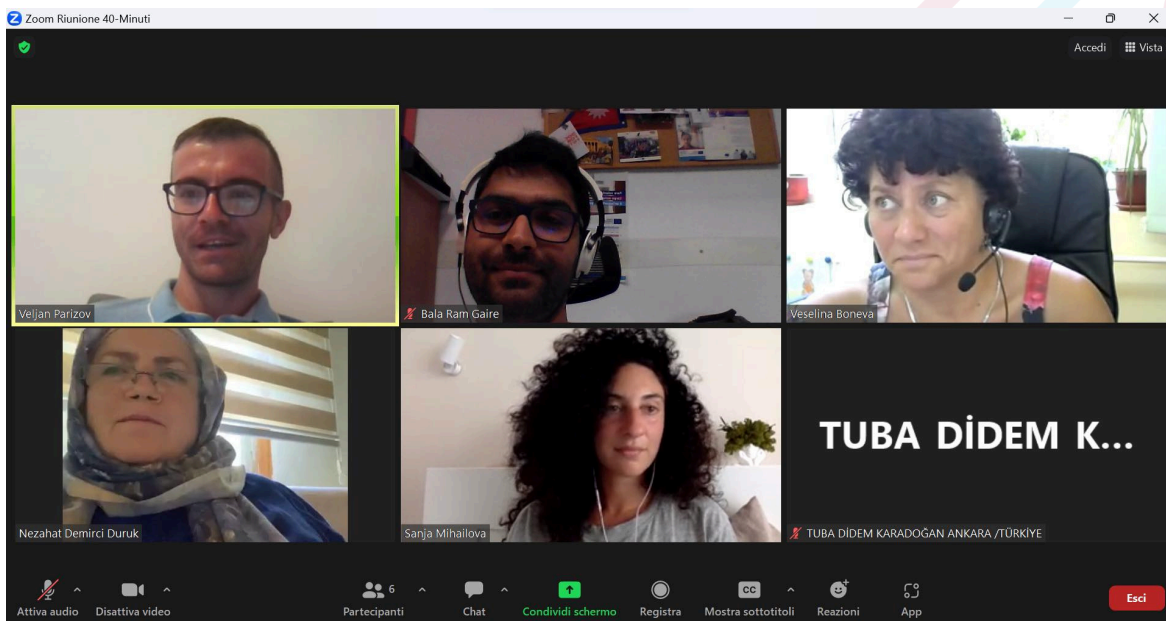 Zoom Riunione 40-Minuti
Accedi
Vista
Veljan Parizov
Bala Ram Gaire
Veselina Boneva
TUBA DİDEM K...
Nezahat Demirci Duruk
Sanja Mihailova
TUBA DİDEM KARADOĞAN ANKARA /TÜRKİYE
6
CC
Attiva audio
Disattiva video
Partecipanti
Chat
Condividi schermo
Registra
Mostra sottotitoli
Reazioni
App
Esci